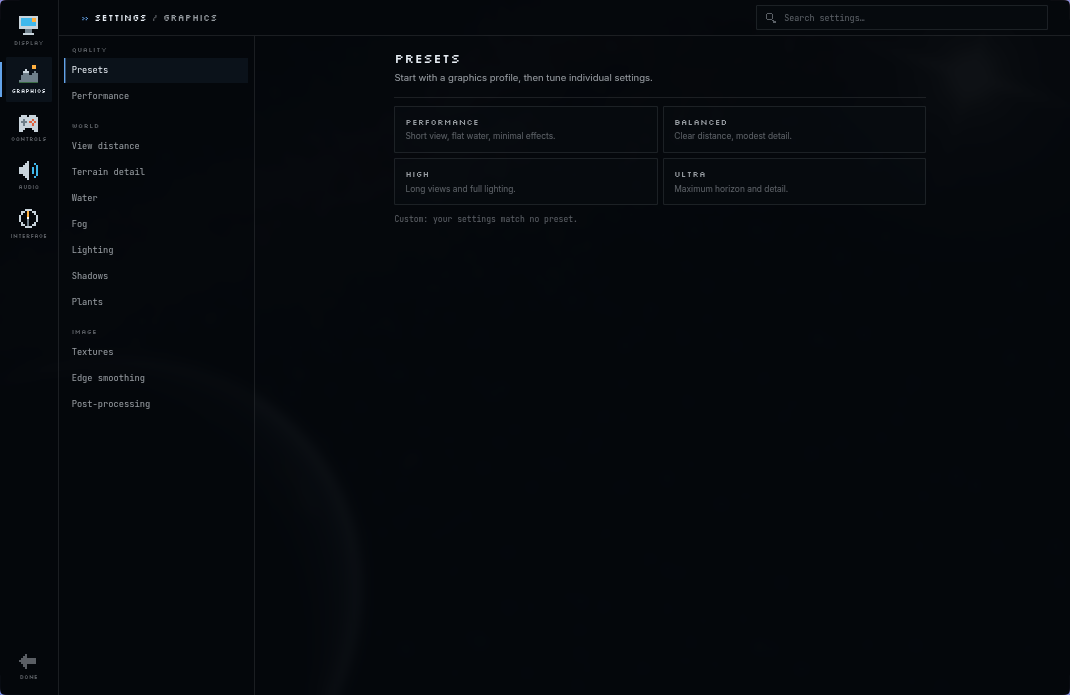 DISPLAY
GRAPHICS
CONTROLS
AUDIO
INTERFACE
DONE
» SETTINGS / GRAPHICS
Search settings…
QUALITY
Presets
Performance
WORLD
View distance
Terrain detail
Water
Fog
Lighting
Shadows
Plants
IMAGE
Textures
Edge smoothing
Post-processing
PRESETS
Start with a graphics profile, then tune individual settings.
PERFORMANCE
Short view, flat water, minimal effects.
BALANCED
Clear distance, modest detail.
HIGH
Long views and full lighting.
ULTRA
Maximum horizon and detail.
Custom: your settings match no preset.